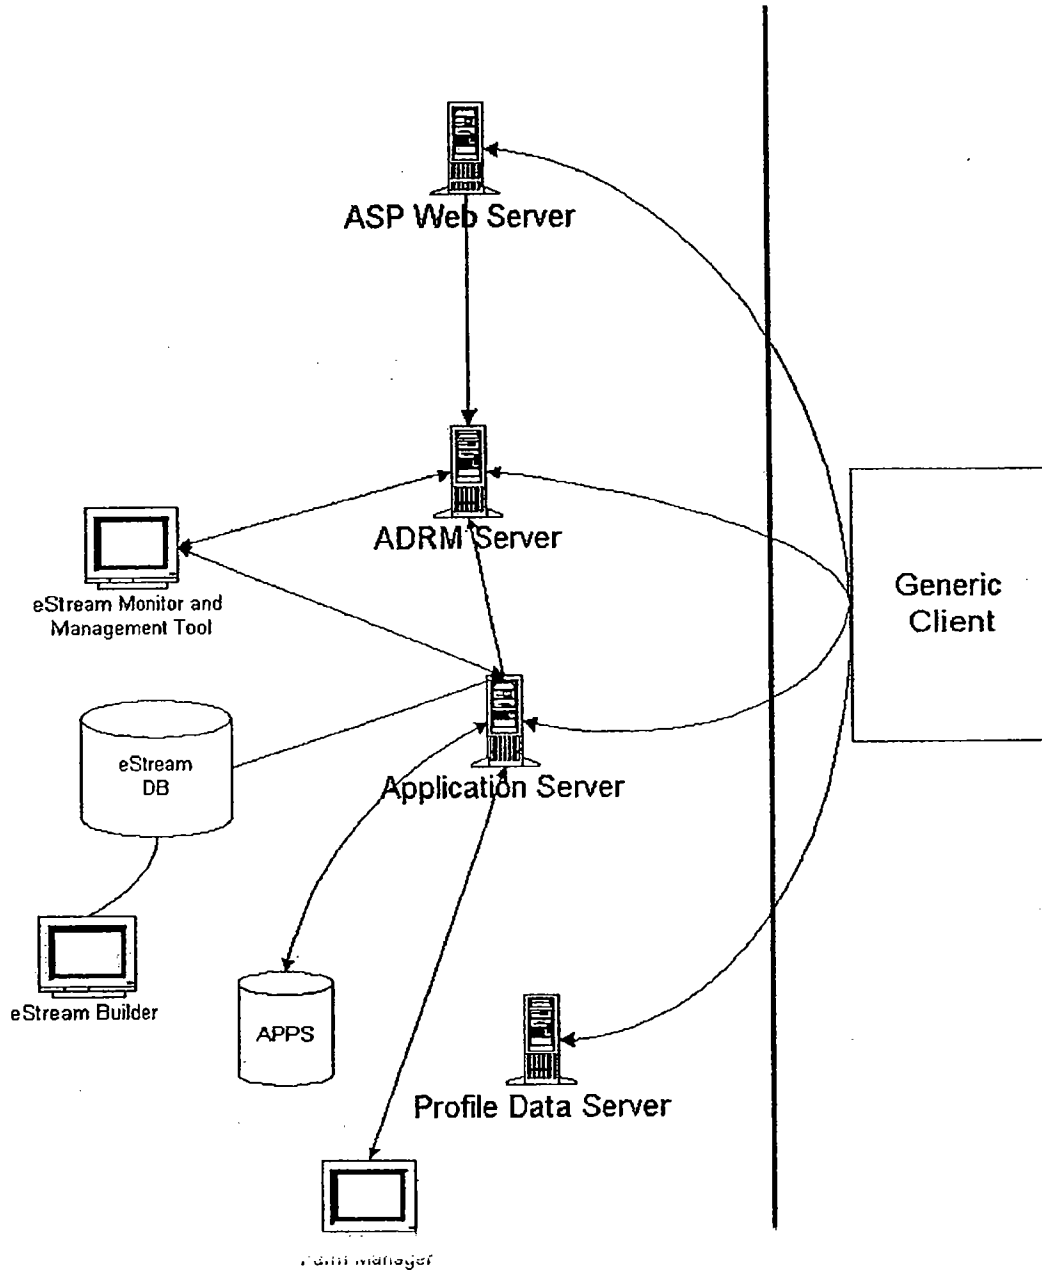 ASP Web Server
ADRM Server
eStream Monitor and
Management Tool
Generic
Client
eStream
DB
Application Server
eStream Builder
APPS
Profile Data Server
Manager